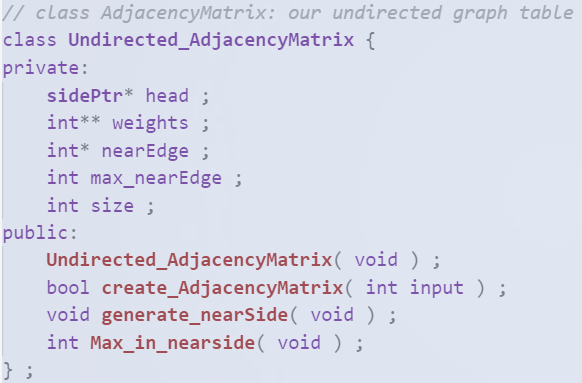 // class AdjacencyMatrix: our undirected graph table
class Undirected_AdjacencyMatrix {
private:
    sidePtr* head ;
    int** weights ;
    int* nearEdge ;
    int max_nearEdge ;
    int size ;
public:
    Undirected_AdjacencyMatrix( void ) ;
    bool create_AdjacencyMatrix( int input ) ;
    void generate_nearSide( void ) ;
    int Max_in_nearside( void ) ;
} ;